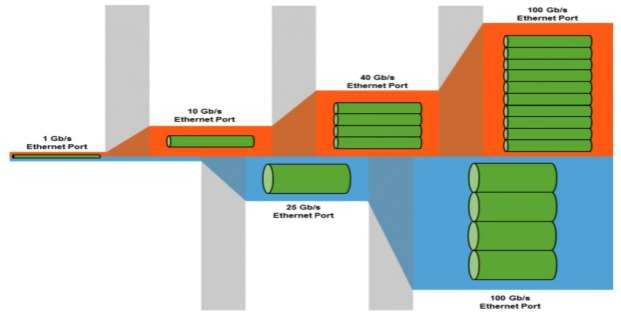 100 Gb/s
Ethernet Port
40 Gb/s
Ethernet Port
10 Gb/s
Ethernet Port
1 Gb/s
Ethernet Port
25 Gb/s
Ethernet Port
100 Gb/s
Ethernet Port